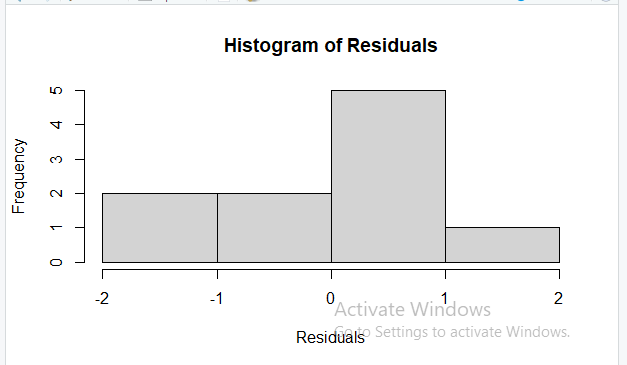 Histogram of Residuals
Frequency
5
4
3
2
1
0
-2 -1 0 1 2
Activate Windows
Go to Settings to activate Windows.
Residuals